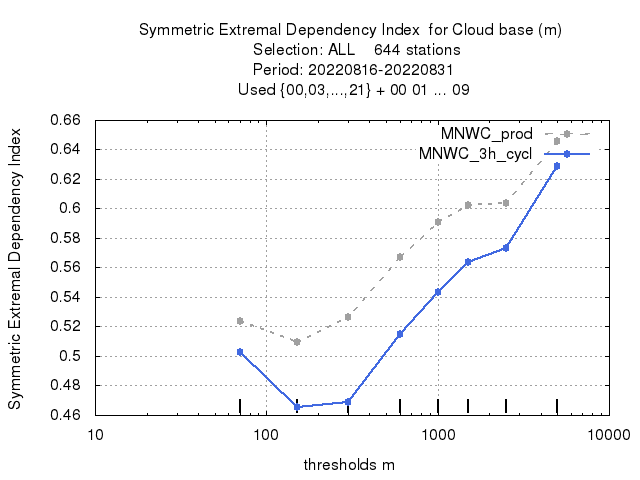 Symmetric Extremal Dependency Index  for Cloud base (m)
Selection: ALL    644 stations
Period: 20220816-20220831
Used {00,03,...,21} + 00 01 ... 09
Symmetric Extremal Dependency Index
0.66
0.64
0.62
0.6
0.58
0.56
0.54
0.52
0.5
0.48
0.46
MNWC_prod
MNWC_3h_cycl
10 100 1000 10000
thresholds m